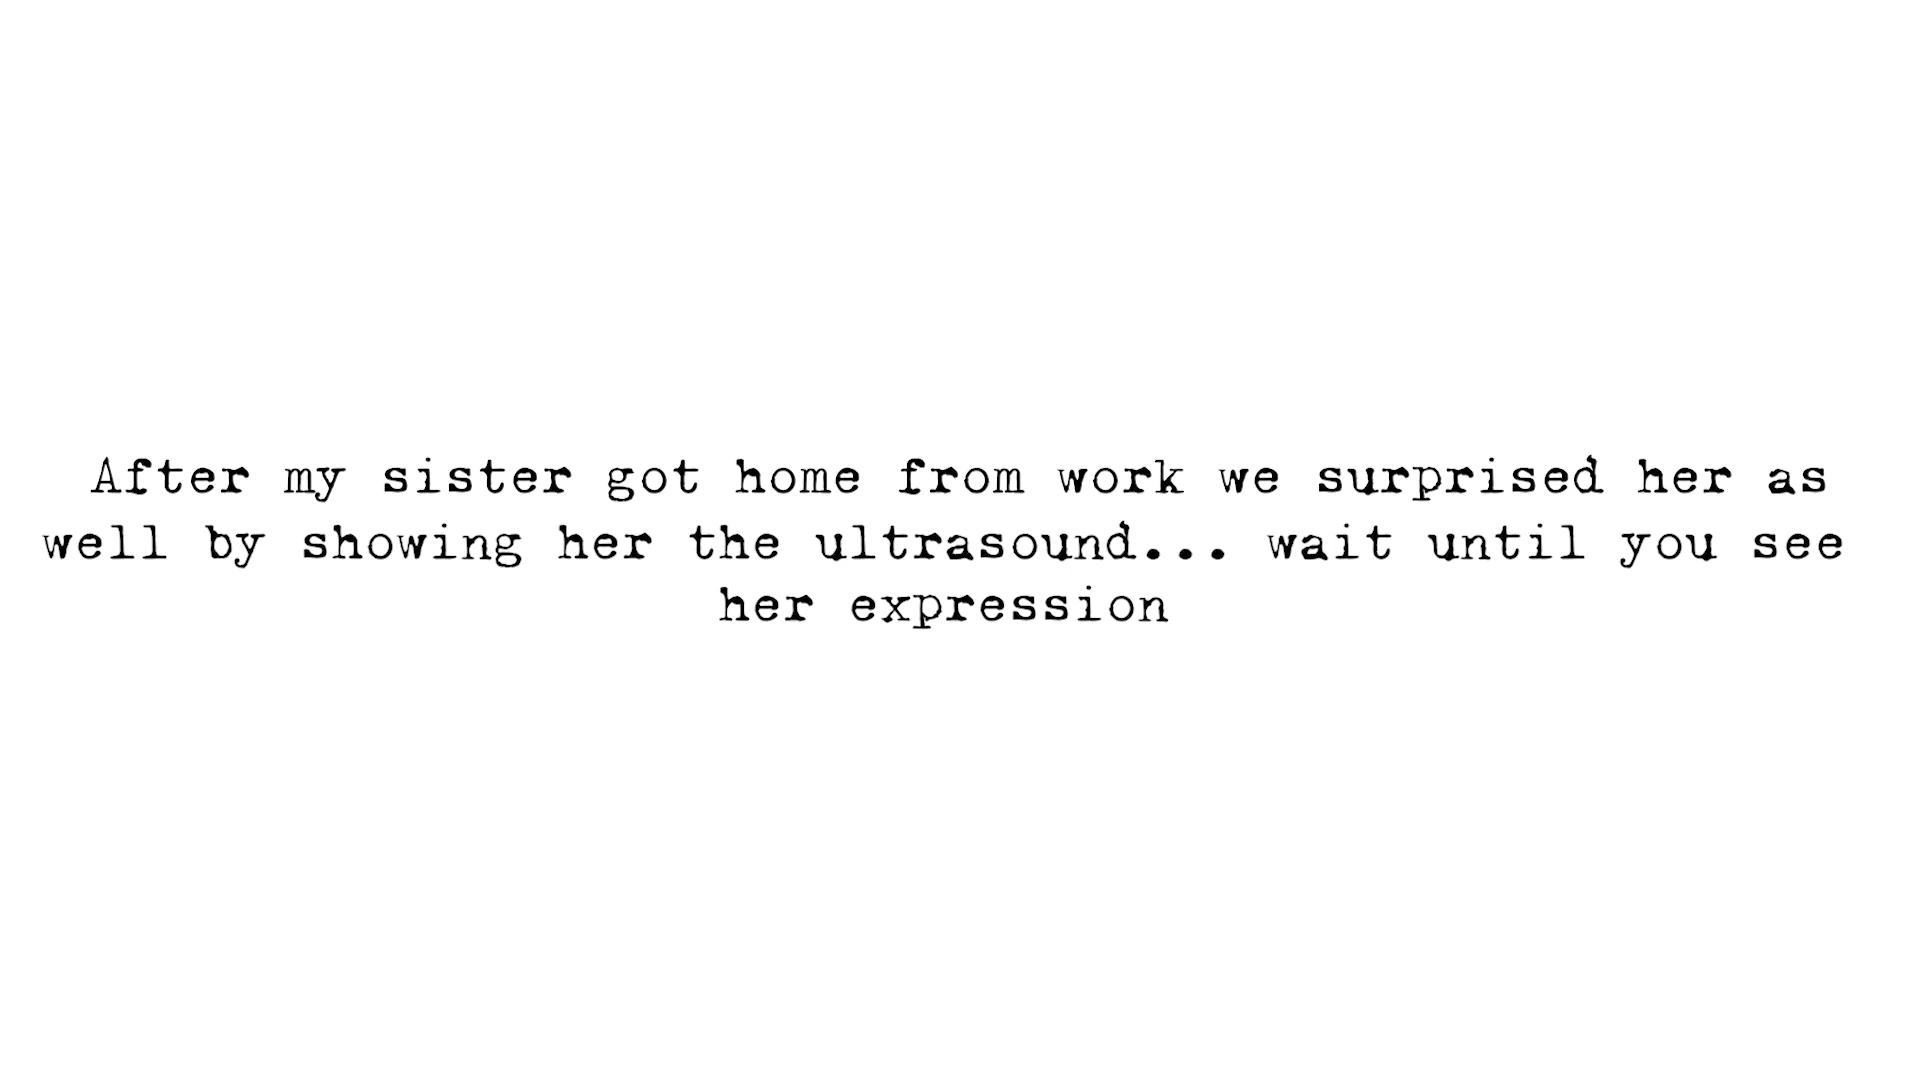 After my sister got home from work we surprised her as
well by showing her the ultrasound... wait until you see
her expression